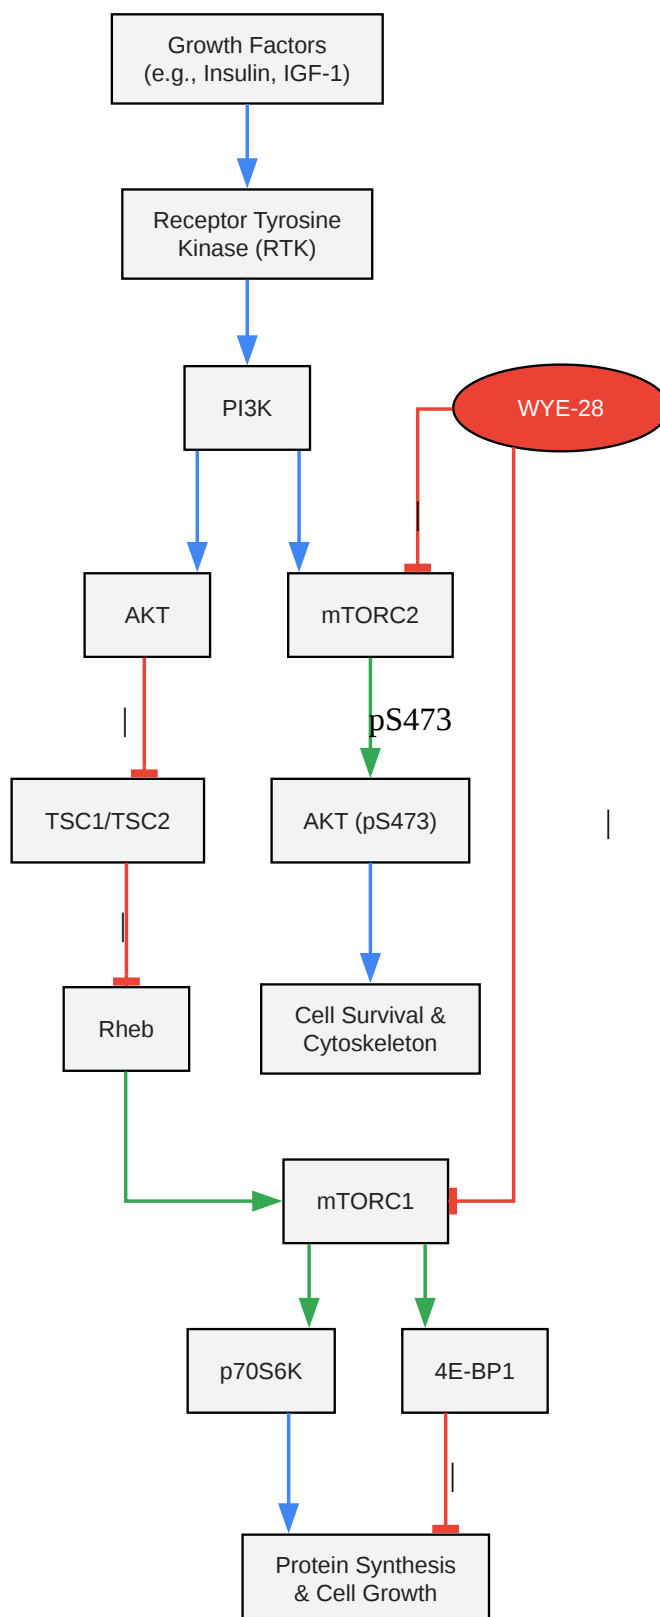 Growth Factors
(e.g., Insulin, IGF-1)
Receptor Tyrosine
Kinase (RTK)
PI3K
WYE-28
|
AKT
mTORC2
|
pS473
TSC1/TSC2
AKT (pS473)
|
|
Rheb
Cell Survival &
Cytoskeleton
mTORC1
p70S6K
4E-BP1
|
Protein Synthesis
& Cell Growth